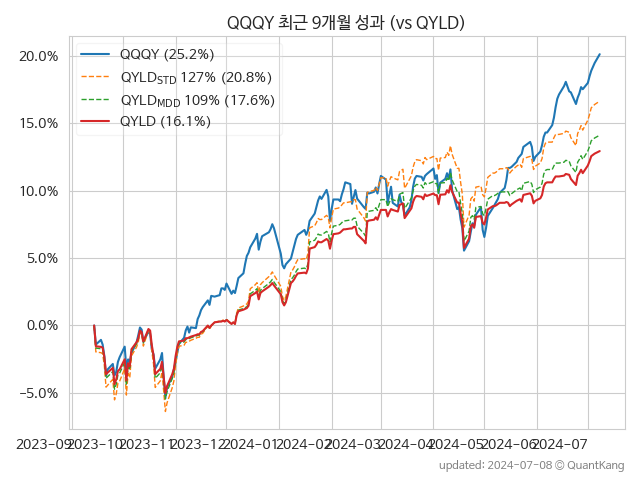 QQQY 최근 9개월 성과 (vs QYLD)
QQQY (25.2%)
QYLD_STD 127% (20.8%)
QYLD_MDD 109% (17.6%)
QYLD (16.1%)
20.0%
15.0%
10.0%
5.0%
0.0%
−5.0%
2023-09 2023-10 2023-11 2023-12 2024-01 2024-02 2024-03 2024-04 2024-05 2024-06 2024-07
updated: 2024-07-08 © QuantKang